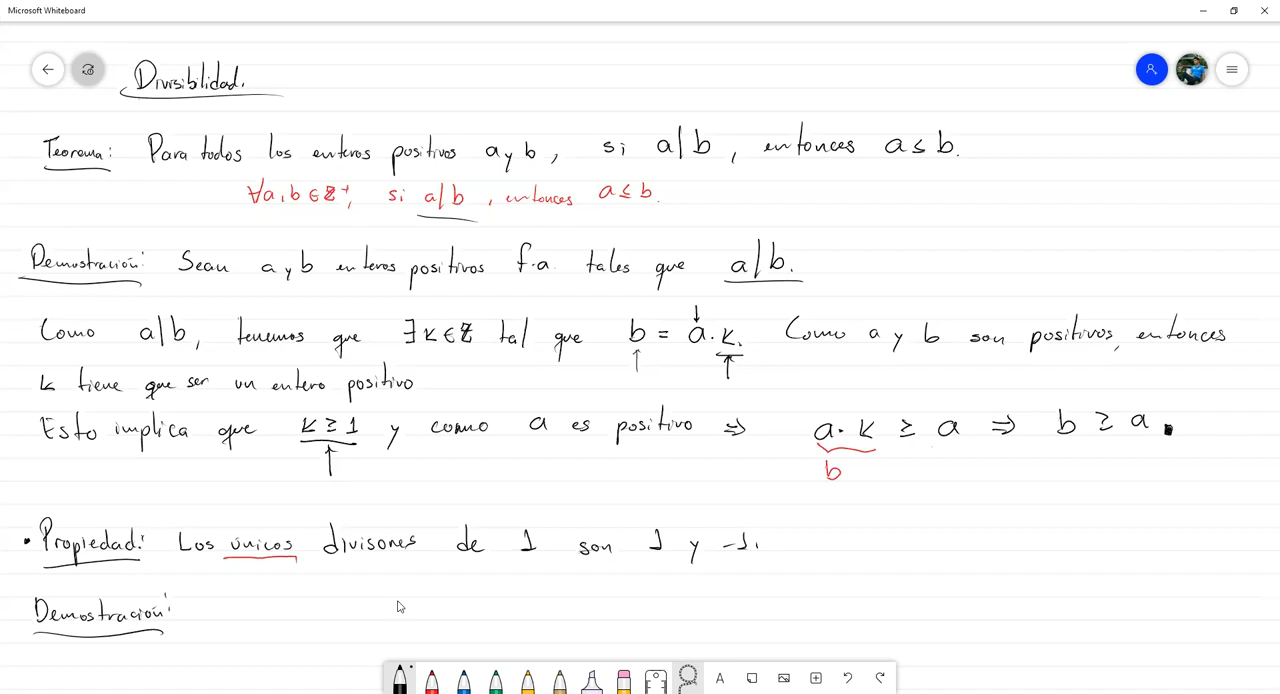 Microsoft Whiteboard
Divisibilidad.
Teorema: Para todos los enteros positivos a y b, si a|b, entonces a ≤ b.
∀a, b ∈ ℤ⁺, si a|b, entonces a ≤ b.
Demostración: Sean a y b enteros positivos f.a. tales que a|b.
Como a|b, tenemos que ∃ k ∈ ℤ tal que b = a · k. Como a y b son positivos, entonces
k tiene que ser un entero positivo
Esto implica que k ≥ 1 y como a es positivo ⇒ a · k ≥ a ⇒ b ≥ a ▪
b
• Propiedad: Los únicos divisores de 1 son 1 y -1.
Demostración:
A